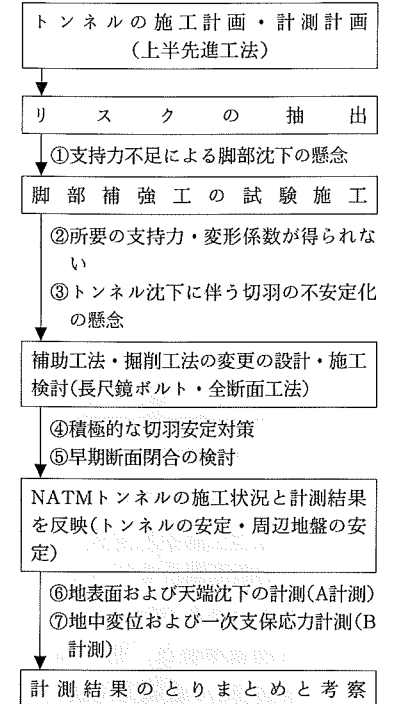 トンネルの施工計画・計測計画
(上半先進工法)
リスクの抽出
①支持力不足による脚部沈下の懸念
脚部補強工の試験施工
②所要の支持力・変形係数が得られな
い
③トンネル沈下に伴う切羽の不安定化
の懸念
補助工法・掘削工法の変更の設計・施工
検討(長尺鏡ボルト・全断面工法)
④積極的な切羽安定対策
⑤早期断面閉合の検討
NATMトンネルの施工状況と計測結果
を反映(トンネルの安定・周辺地盤の安
定)
⑥地表面および天端沈下の計測(A計測)
⑦地中変位および一次支保応力計測(B
計測)
計測結果のとりまとめと考察